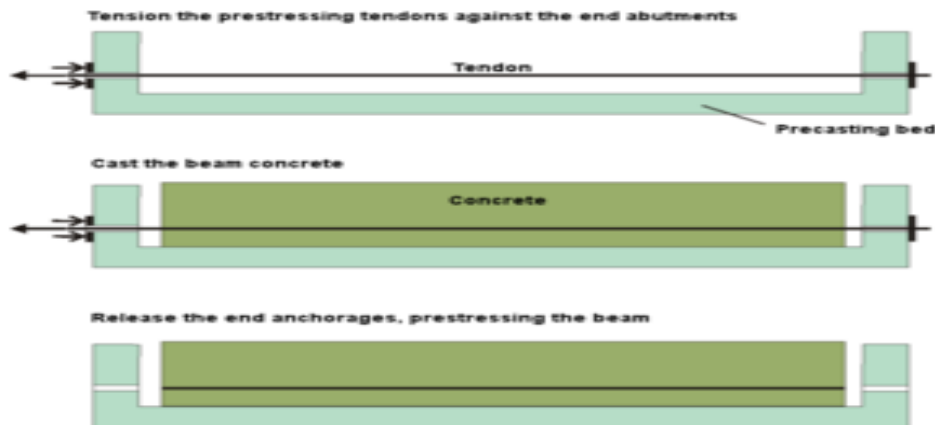 Tension the prestressing tendons against the end abutments
Tendon
Precasting bed
Cast the beam concrete
Concrete
Release the end anchorages, prestressing the beam